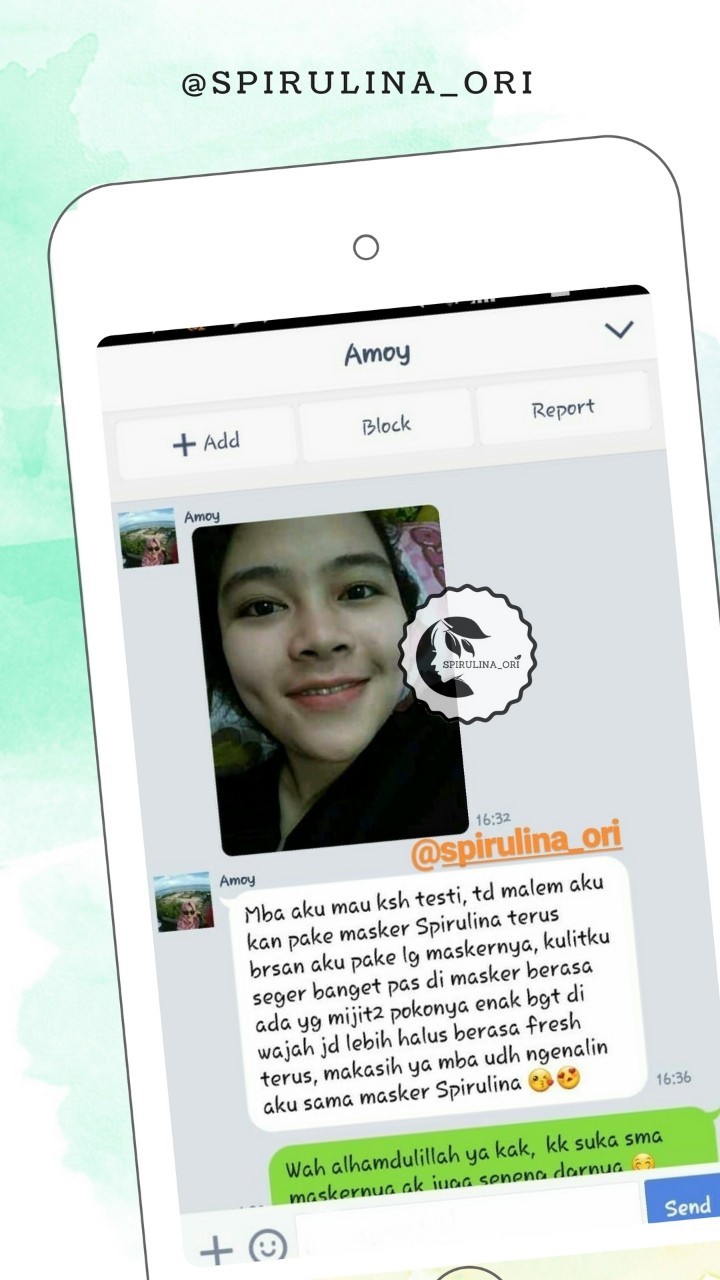 @SPIRULINA_ORI
Amoy
+ Add
Block
Report
Amoy
SPIRULINA_ORI
16:32
@spirulina_ori
Amoy
Mba aku mau ksh testi, td malem aku
kan pake masker Spirulina terus
brsan aku pake lg maskernya, kulitku
seger banget pas di masker berasa
ada yg mijit2 pokonya enak bgt di
wajah jd lebih halus berasa fresh
terus, makasih ya mba udh ngenalin
aku sama masker Spirulina 😘😍
16:36
Wah alhamdulillah ya kak, kk suka sma
maskernya ak juga seneng dgrnya
Send